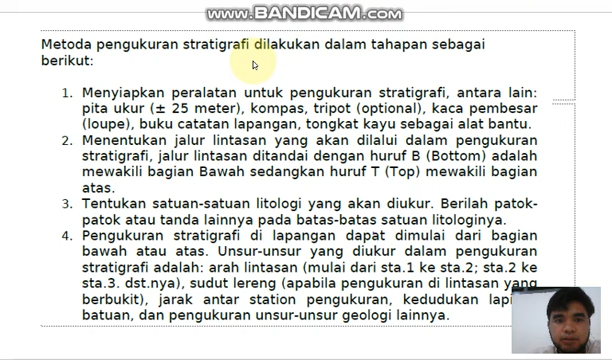 www.BANDICAM.com
Metoda pengukuran stratigrafi dilakukan dalam tahapan sebagai
berikut:
1. Menyiapkan peralatan untuk pengukuran stratigrafi, antara lain:
pita ukur (± 25 meter), kompas, tripot (optional), kaca pembesar
(loupe), buku catatan lapangan, tongkat kayu sebagai alat bantu.
2. Menentukan jalur lintasan yang akan dilalui dalam pengukuran
stratigrafi, jalur lintasan ditandai dengan huruf B (Bottom) adalah
mewakili bagian Bawah sedangkan huruf T (Top) mewakili bagian
atas.
3. Tentukan satuan-satuan litologi yang akan diukur. Berilah patok-
patok atau tanda lainnya pada batas-batas satuan litologinya.
4. Pengukuran stratigrafi di lapangan dapat dimulai dari bagian
bawah atau atas. Unsur-unsur yang diukur dalam pengukuran
stratigrafi adalah: arah lintasan (mulai dari sta.1 ke sta.2; sta.2 ke
sta.3. dst.nya), sudut lereng (apabila pengukuran di lintasan yang
berbukit), jarak antar station pengukuran, kedudukan
batuan, dan pengukuran unsur-unsur geologi lainnya.